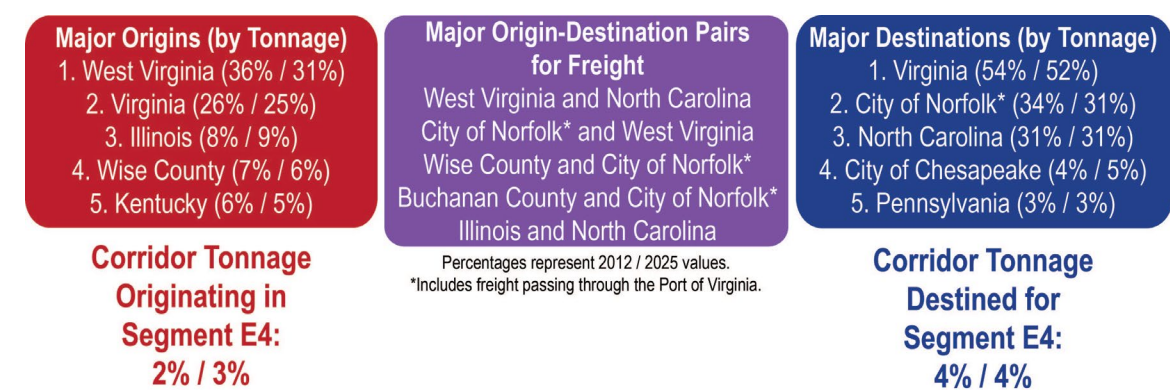 Major Origins (by Tonnage)
1. West Virginia (36% / 31%)
2. Virginia (26% / 25%)
3. Illinois (8% / 9%)
4. Wise County (7% / 6%)
5. Kentucky (6% / 5%)
Corridor Tonnage
Originating in
Segment E4:
2% / 3%
Major Origin-Destination Pairs
for Freight
West Virginia and North Carolina
City of Norfolk* and West Virginia
Wise County and City of Norfolk*
Buchanan County and City of Norfolk*
Illinois and North Carolina
Percentages represent 2012 / 2025 values.
*Includes freight passing through the Port of Virginia.
Major Destinations (by Tonnage)
1. Virginia (54% / 52%)
2. City of Norfolk* (34% / 31%)
3. North Carolina (31% / 31%)
4. City of Chesapeake (4% / 5%)
5. Pennsylvania (3% / 3%)
Corridor Tonnage
Destined for
Segment E4:
4% / 4%